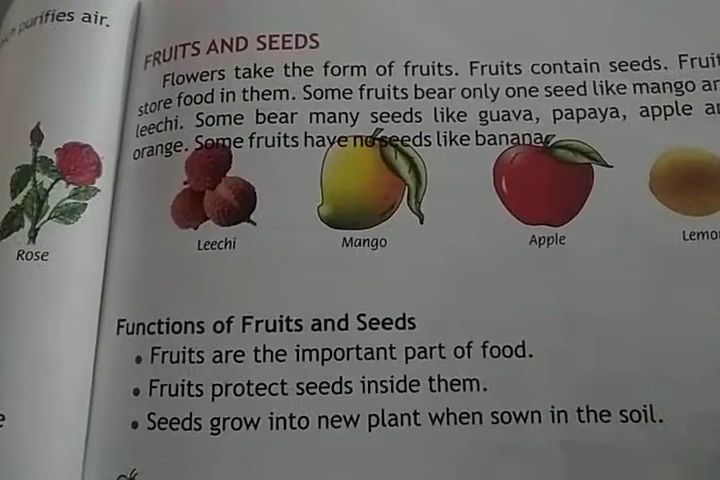 purifies air.
Rose
FRUITS AND SEEDS
Flowers take the form of fruits. Fruits contain seeds. Fruit
store food in them. Some fruits bear only one seed like mango an
leechi. Some bear many seeds like guava, papaya, apple an
orange. Some fruits have no seeds like banana.
Leechi Mango Apple Lemo
Functions of Fruits and Seeds
• Fruits are the important part of food.
• Fruits protect seeds inside them.
• Seeds grow into new plant when sown in the soil.